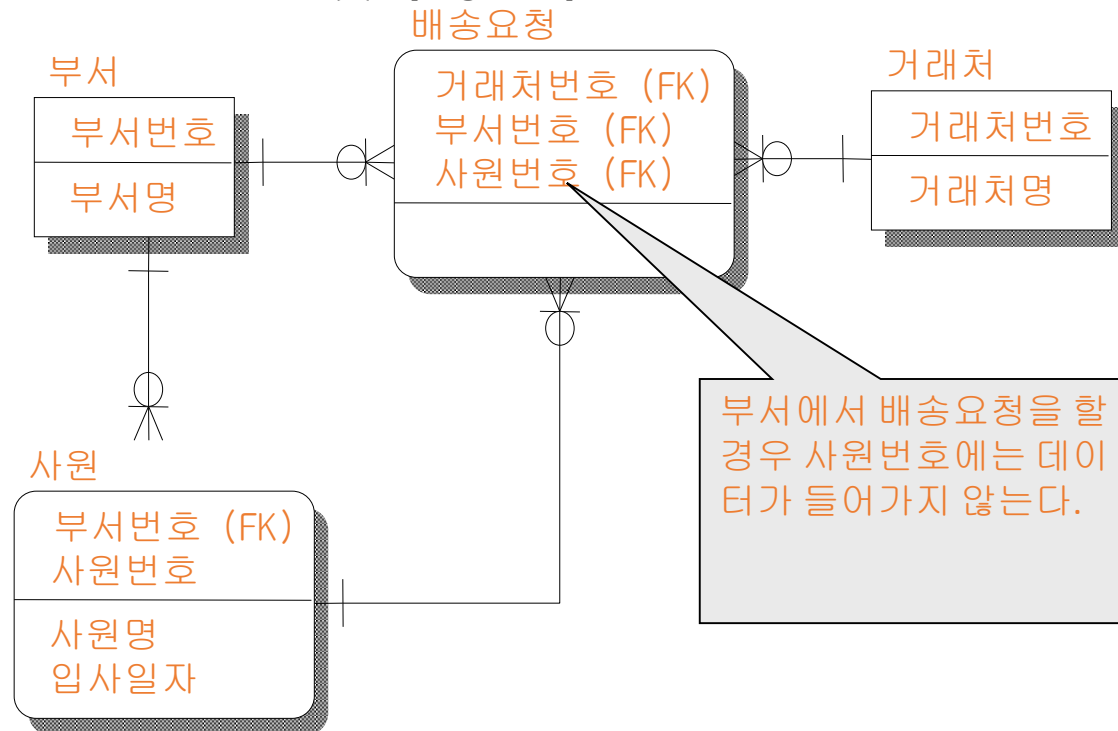 배송요청
부서
거래처
거래처번호 (FK)
부서번호 (FK)
사원번호 (FK)
부서번호
부서명
거래처번호
거래처명
부서에서 배송요청을 할
경우 사원번호에는 데이
터가 들어가지 않는다.
사원
부서번호 (FK)
사원번호
사원명
입사일자